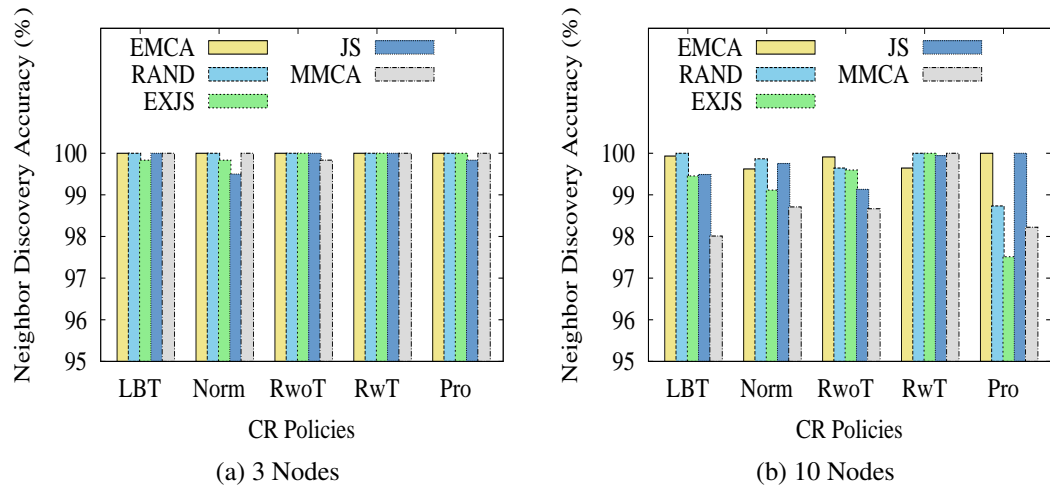 Neighbor Discovery Accuracy (%)
EMCA
RAND
EXJS
JS
MMCA
100
99
98
97
96
95
LBT Norm RwoT RwT Pro
CR Policies
(a) 3 Nodes
Neighbor Discovery Accuracy (%)
EMCA
RAND
EXJS
JS
MMCA
100
99
98
97
96
95
LBT Norm RwoT RwT Pro
CR Policies
(b) 10 Nodes